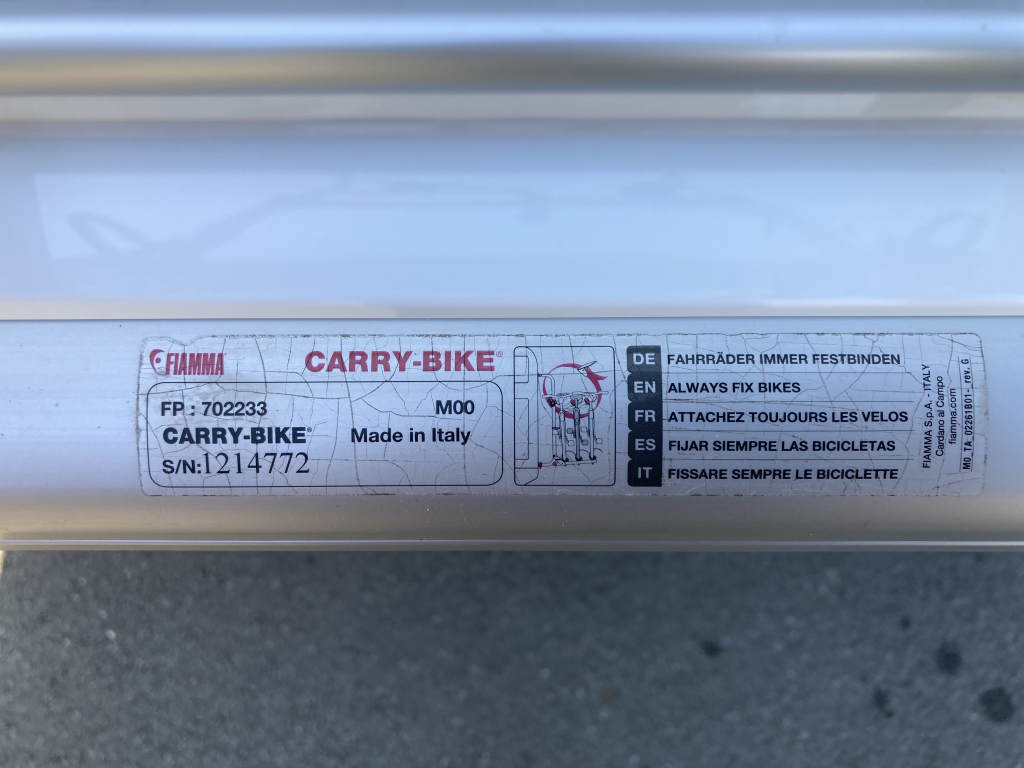 FIAMMA
CARRY-BIKE®
FP.: 702233 M00
CARRY-BIKE® Made in Italy
S/N:1214772
DE FAHRRÄDER IMMER FESTBINDEN
EN ALWAYS FIX BIKES
FR ATTACHEZ TOUJOURS LES VELOS
ES FIJAR SIEMPRE LAS BICICLETAS
IT FISSARE SEMPRE LE BICICLETTE
FIAMMA S.p.A. - ITALY
Cardano al Campo
fiamma.com
M0_TA_02261B01_rev.G